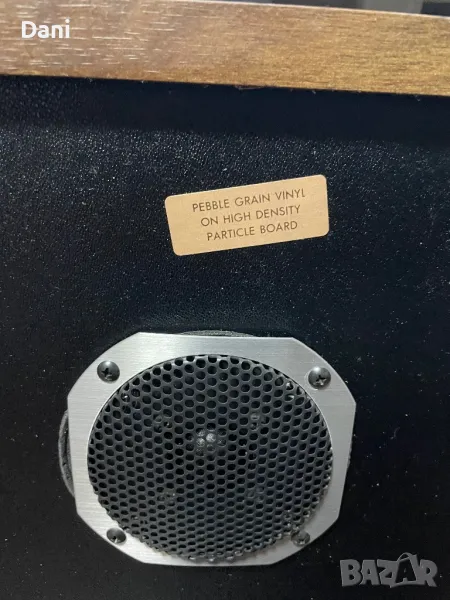 Dani
PEBBLE GRAIN VINYL
ON HIGH DENSITY
PARTICLE BOARD
BAZAR